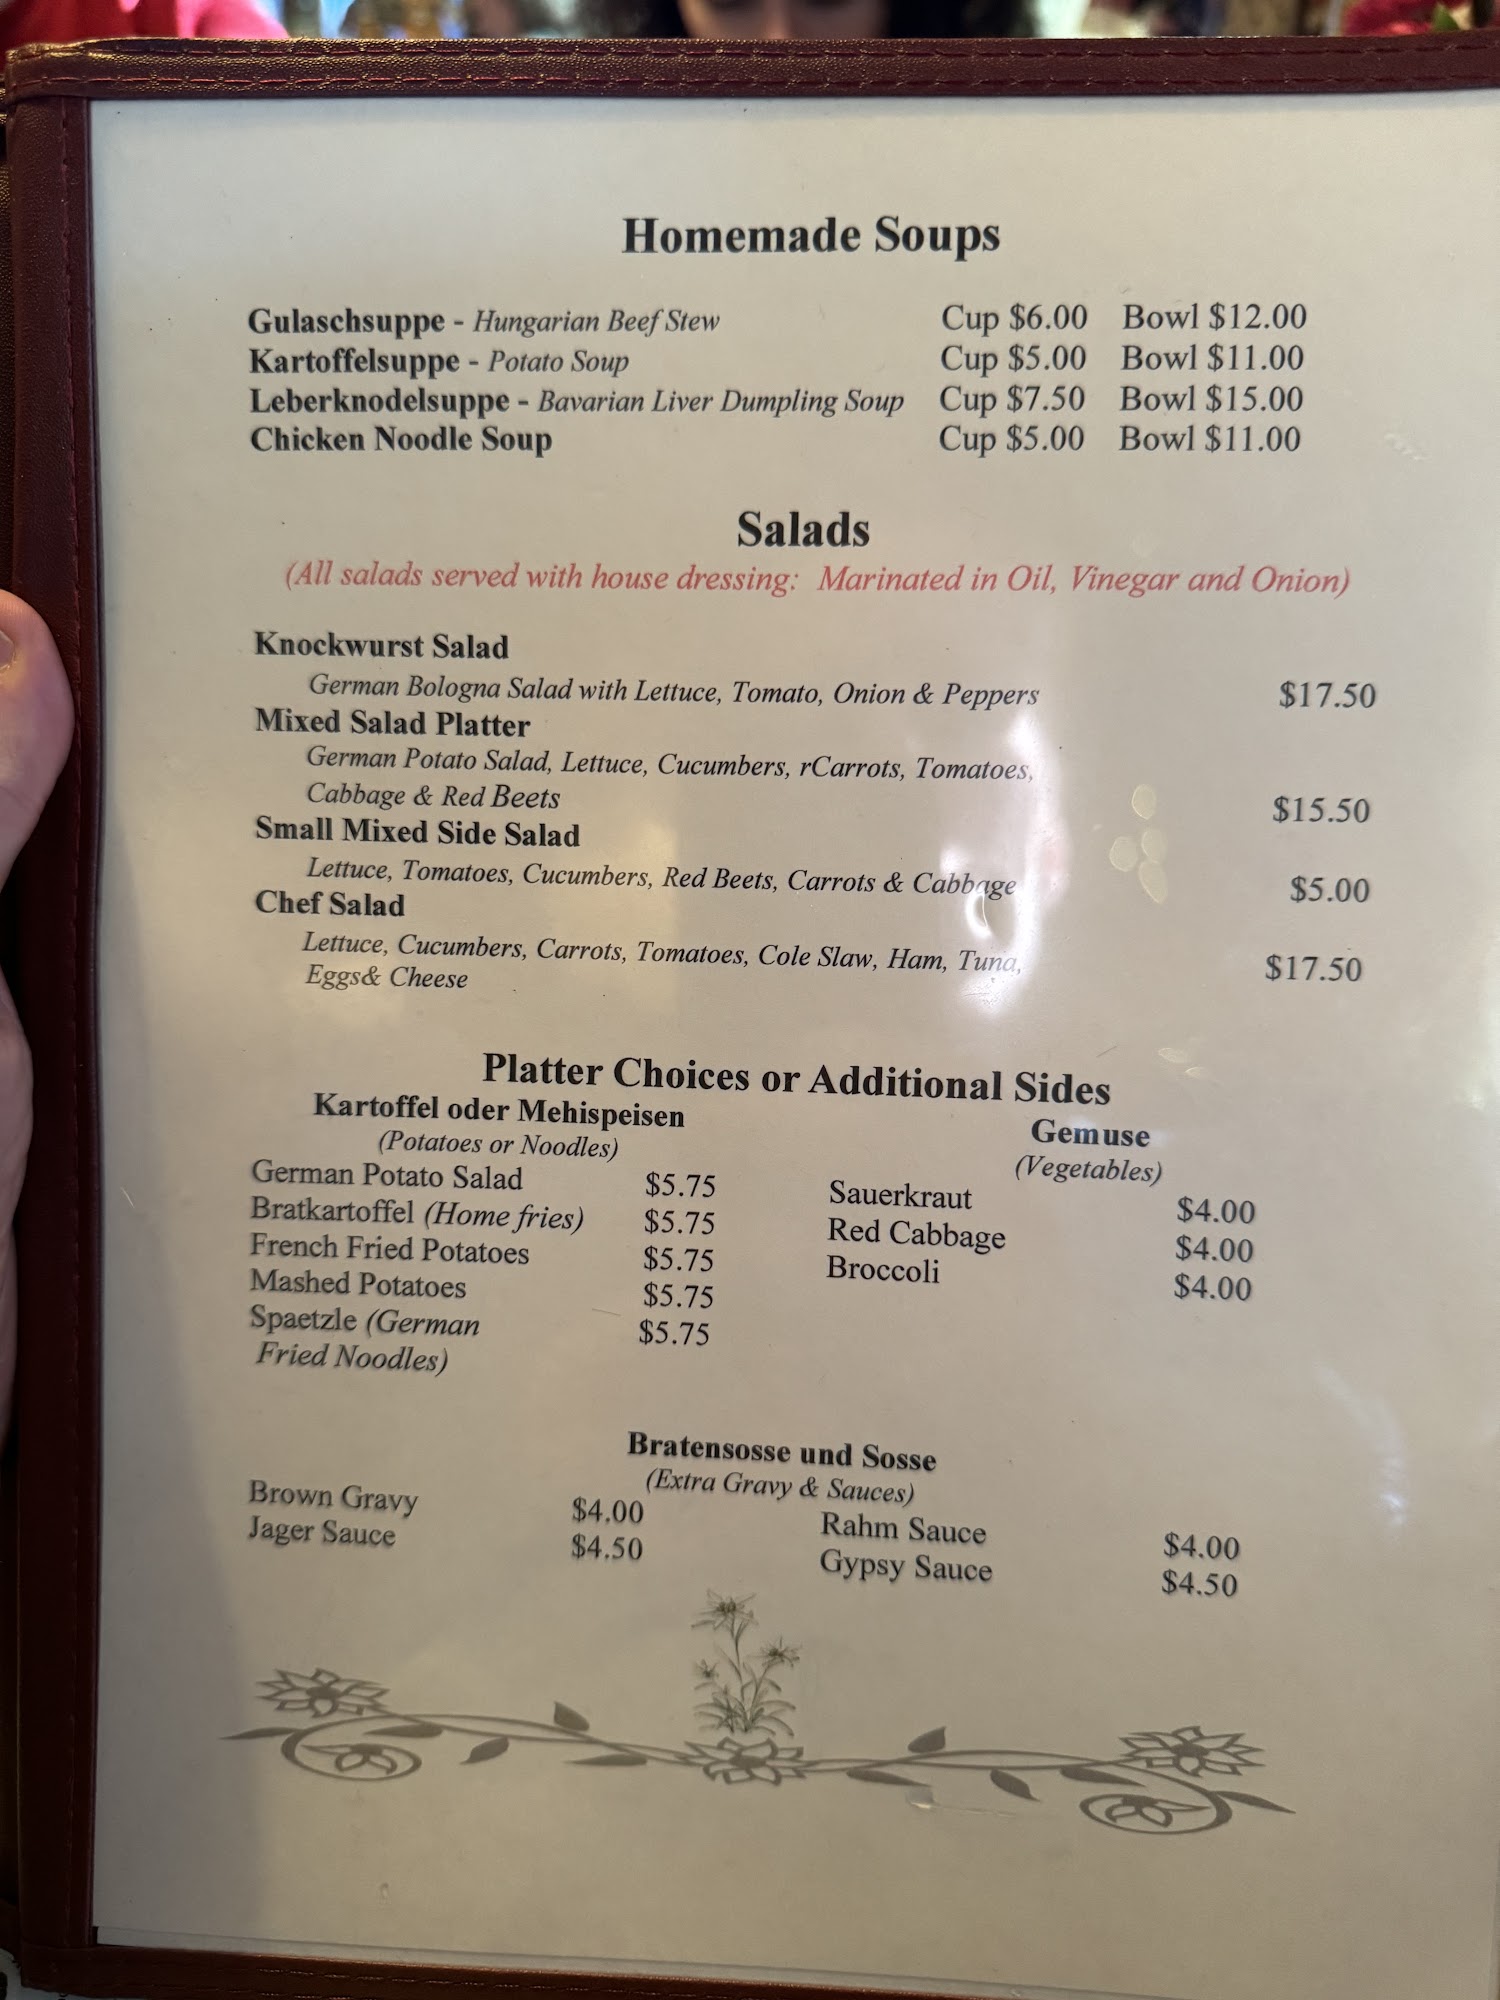 Homemade Soups
Gulaschsuppe - Hungarian Beef Stew Cup $6.00 Bowl $12.00
Kartoffelsuppe - Potato Soup Cup $5.00 Bowl $11.00
Leberknodelsuppe - Bavarian Liver Dumpling Soup Cup $7.50 Bowl $15.00
Chicken Noodle Soup Cup $5.00 Bowl $11.00
Salads
(All salads served with house dressing: Marinated in Oil, Vinegar and Onion)
Knockwurst Salad
German Bologna Salad with Lettuce, Tomato, Onion & Peppers $17.50
Mixed Salad Platter
German Potato Salad, Lettuce, Cucumbers, rCarrots, Tomatoes,
Cabbage & Red Beets $15.50
Small Mixed Side Salad
Lettuce, Tomatoes, Cucumbers, Red Beets, Carrots & Cabbage $5.00
Chef Salad
Lettuce, Cucumbers, Carrots, Tomatoes, Cole Slaw, Ham, Tuna,
Eggs& Cheese $17.50
Platter Choices or Additional Sides
Kartoffel oder Mehispeisen
(Potatoes or Noodles)
German Potato Salad $5.75
Bratkartoffel (Home fries) $5.75
French Fried Potatoes $5.75
Mashed Potatoes $5.75
Spaetzle (German $5.75
Fried Noodles)
Gemuse
(Vegetables)
Sauerkraut $4.00
Red Cabbage $4.00
Broccoli $4.00
Bratensosse und Sosse
(Extra Gravy & Sauces)
Brown Gravy $4.00
Jager Sauce $4.50
Rahm Sauce $4.00
Gypsy Sauce $4.50